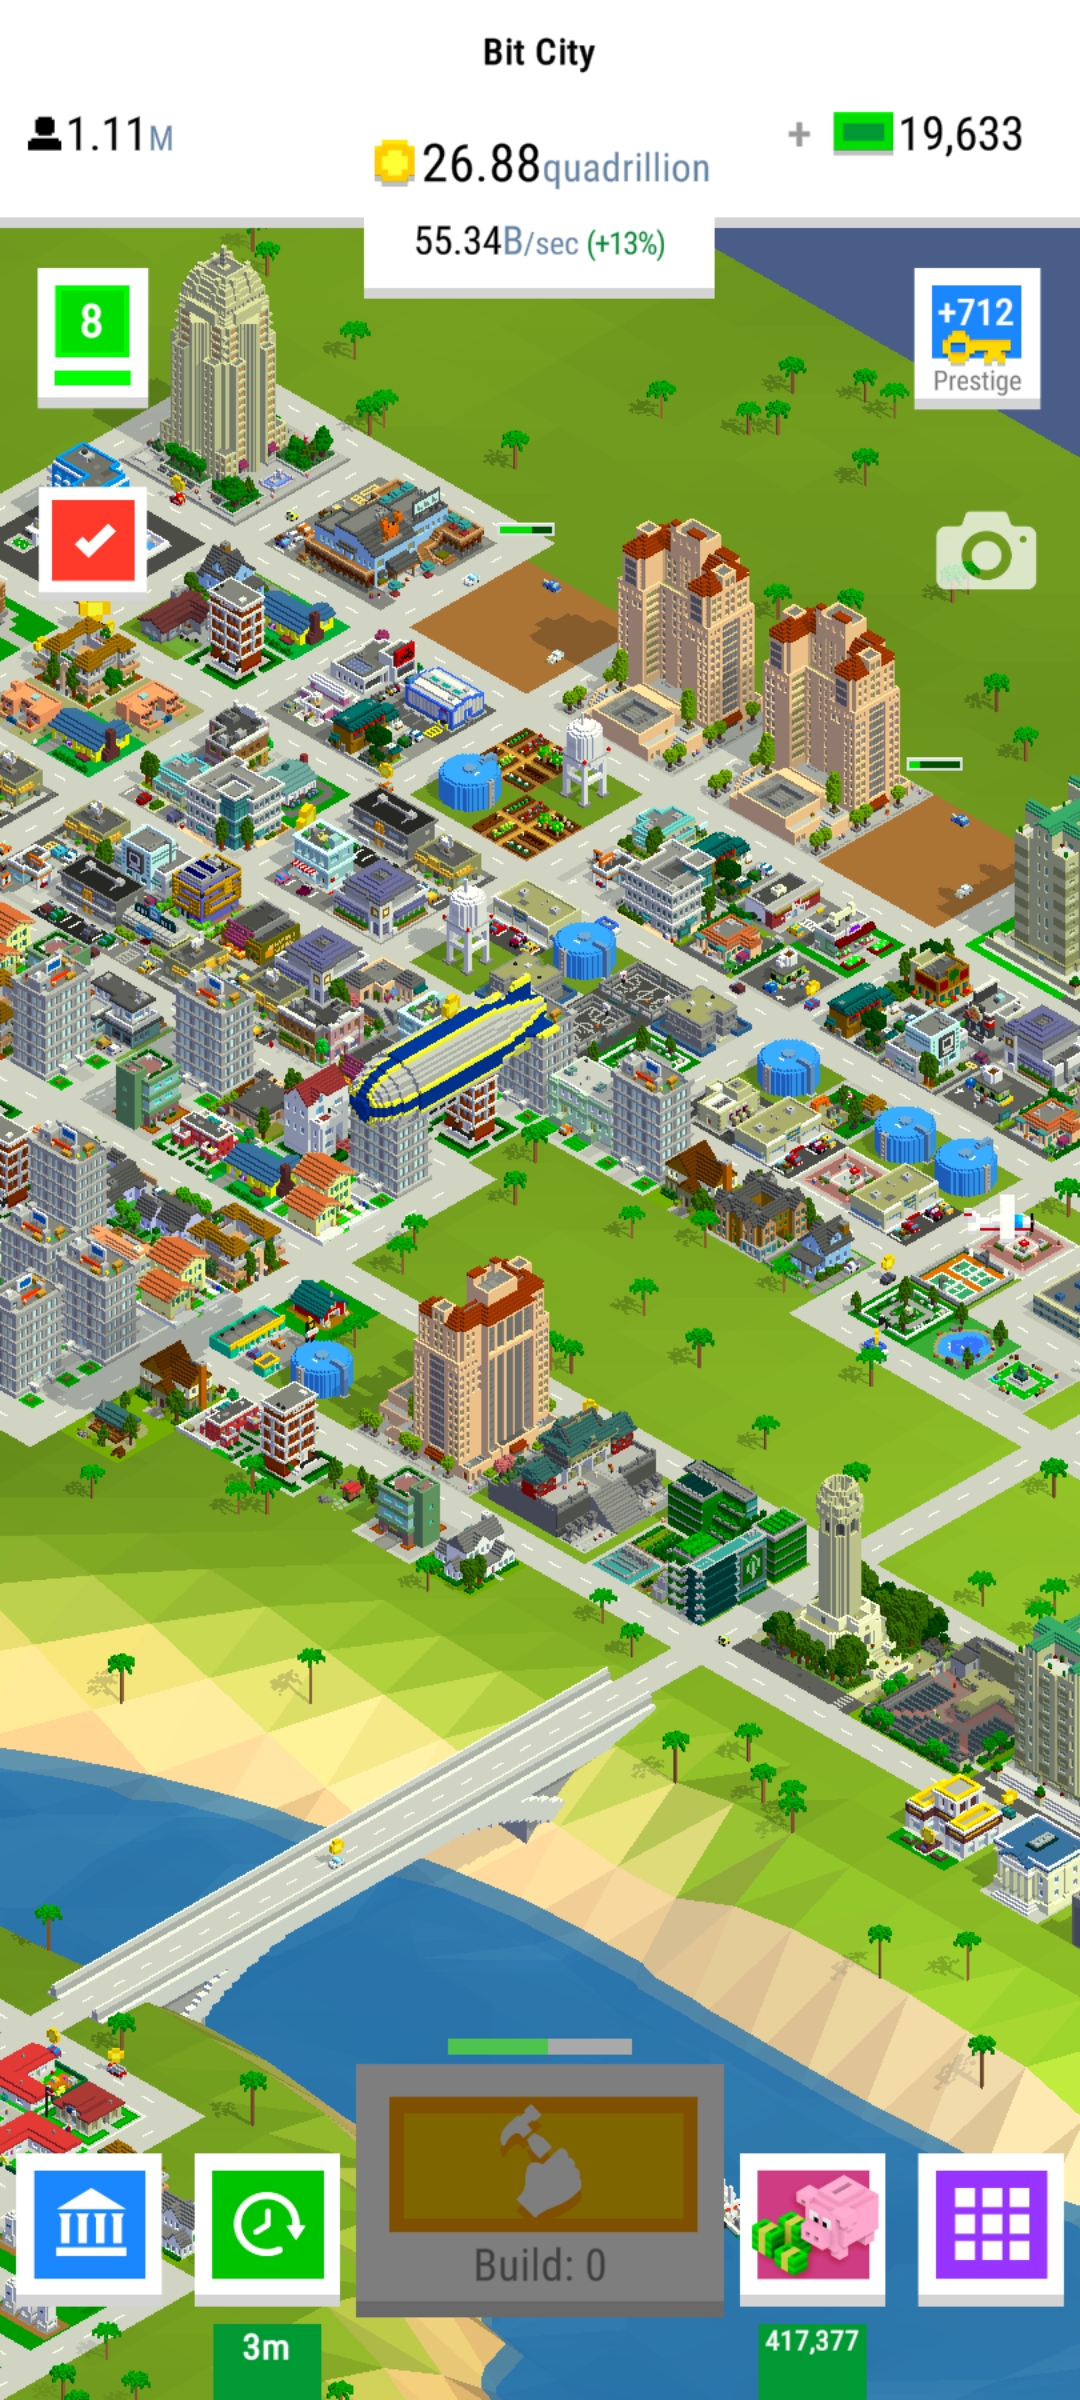 Bit City
1.11M
26.88quadrillion
+ 19,633
55.34B/sec (+13%)
8
+712
Prestige
Build: 0
3m
417,377